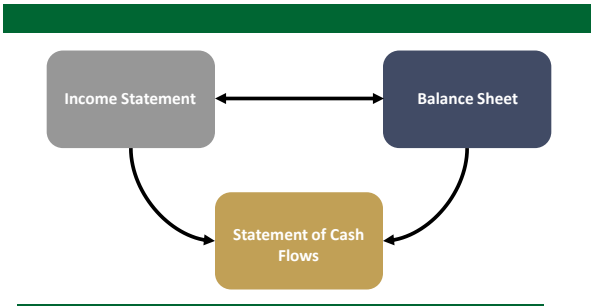 Income Statement
Balance Sheet
Statement of Cash
Flows